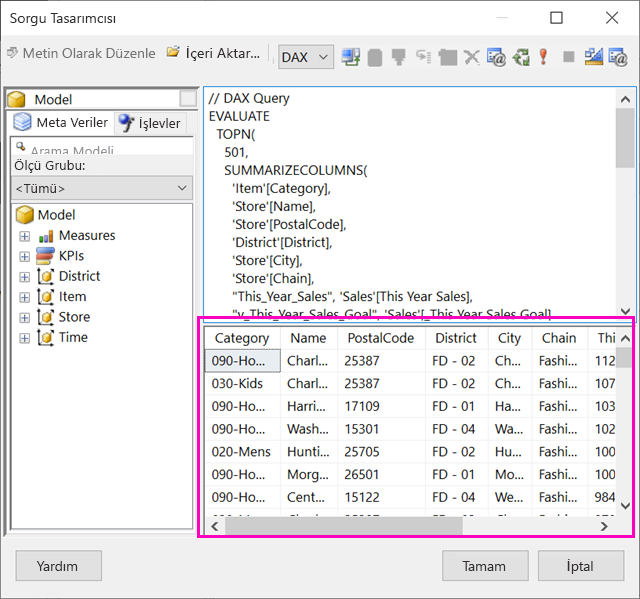 Sorgu Tasarımcısı
Metin Olarak Düzenle İçeri Aktar... DAX
Model
Meta Veriler İşlevler
Arama Modeli
Ölçü Grubu:
<Tümü>
Model
Measures
KPIs
District
Item
Store
Time
// DAX Query
EVALUATE
TOPN(
501,
SUMMARIZECOLUMNS(
'Item'[Category],
'Store'[Name],
'Store'[PostalCode],
'District'[District],
'Store'[City],
'Store'[Chain],
"This_Year_Sales", 'Sales'[This Year Sales],
"v_This_Year_Sales_Goal", 'Sales'[_This Year Sales Goal]
Category Name PostalCode District City Chain Thi
090-Ho... Charl... 25387 FD - 02 Ch... Fashi... 112
030-Kids Charl... 25387 FD - 02 Ch... Fashi... 107
090-Ho... Harri... 17109 FD - 01 Ha... Fashi... 103
090-Ho... Wash... 15301 FD - 04 Wa... Fashi... 102
020-Mens Hunti... 25705 FD - 02 Hu... Fashi... 100
090-Ho... Morg... 26501 FD - 01 Mo... Fashi... 100
090-Ho... Cent... 15122 FD - 04 We... Fashi... 984
Yardım Tamam İptal